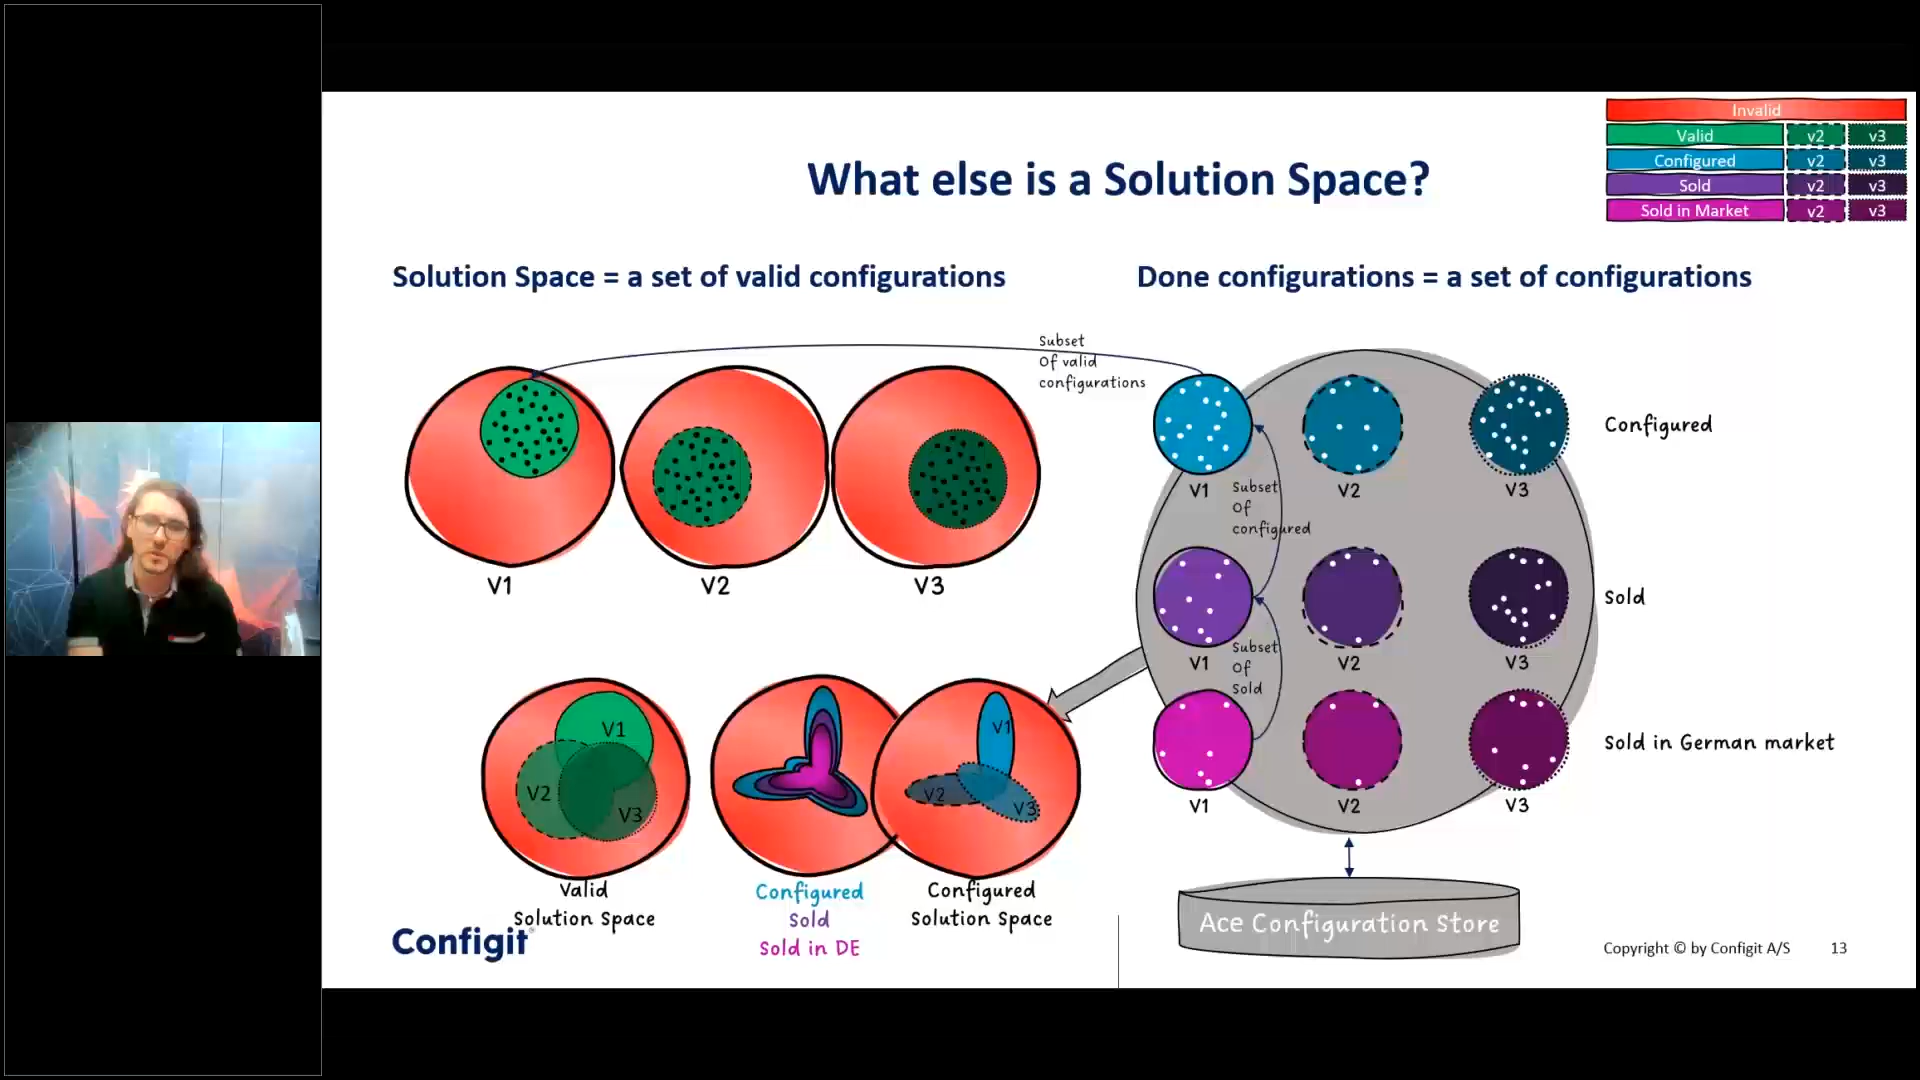 Invalid
Valid v2 v3
Configured v2 v3
Sold v2 v3
Sold in Market v2 v3
What else is a Solution Space?
Solution Space = a set of valid configurations
Done configurations = a set of configurations
Subset
Of valid
configurations
V1
V2
V3
Configured
V1
V2
V3
Subset
Of
configured
Sold
V1
V2
V3
Subset
Of
Sold
Sold in German market
V1
V2
V3
V1
V2
V3
V1
V2
V3
Valid
Solution Space
Configured
Sold
Sold in DE
Configured
Solution Space
Ace Configuration Store
Configit
Copyright © by Configit A/S 13